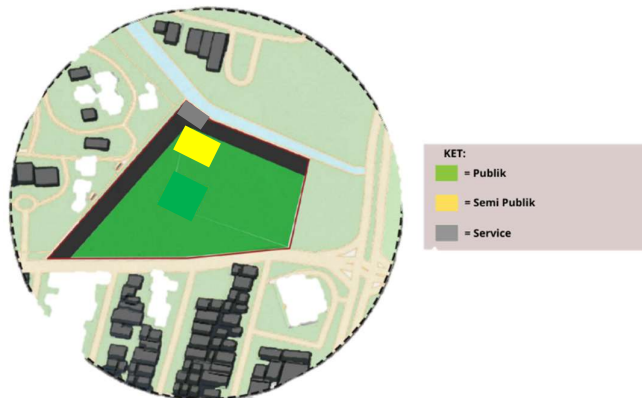 KET:
= Publik
= Semi Publik
= Service